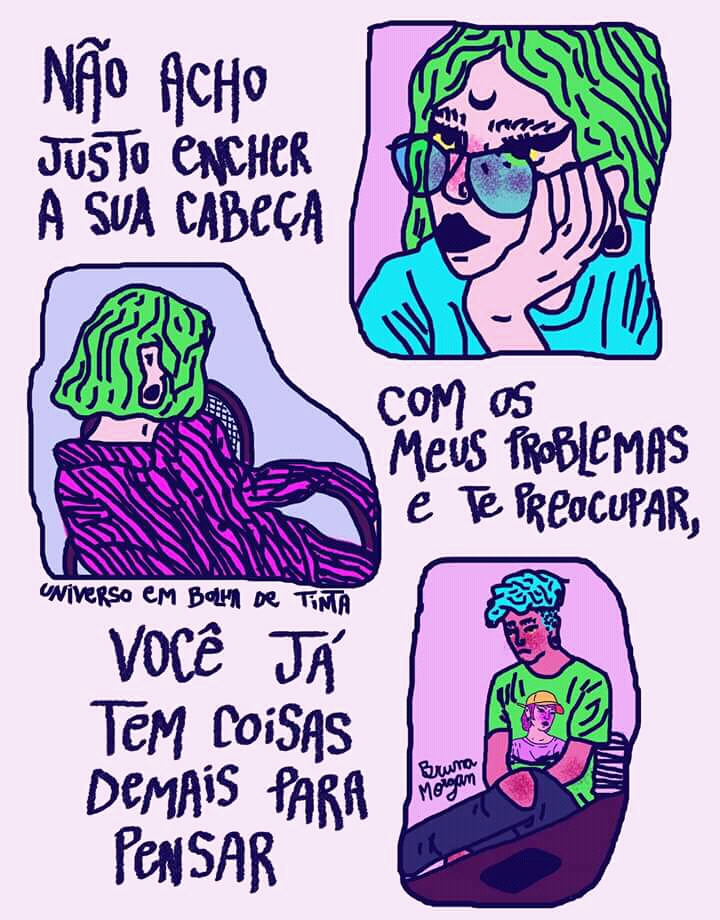 NÃO ACHO
JUSTO ENCHER
A SUA CABEÇA
COM OS
MEUS PROBLEMAS
E TE PREOCUPAR,
UNIVERSO EM BOLHA DE TINTA
VOCÊ JÁ
TEM COISAS
DEMAIS PARA
PENSAR
Bruna
Morgan